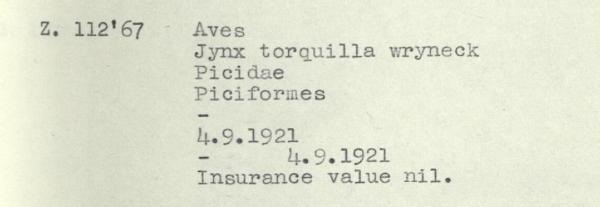 Z. 112'67 Aves
Jynx torquilla wryneck
Picidae
Piciformes
-
4.9.1921
- 4.9.1921
Insurance value nil.